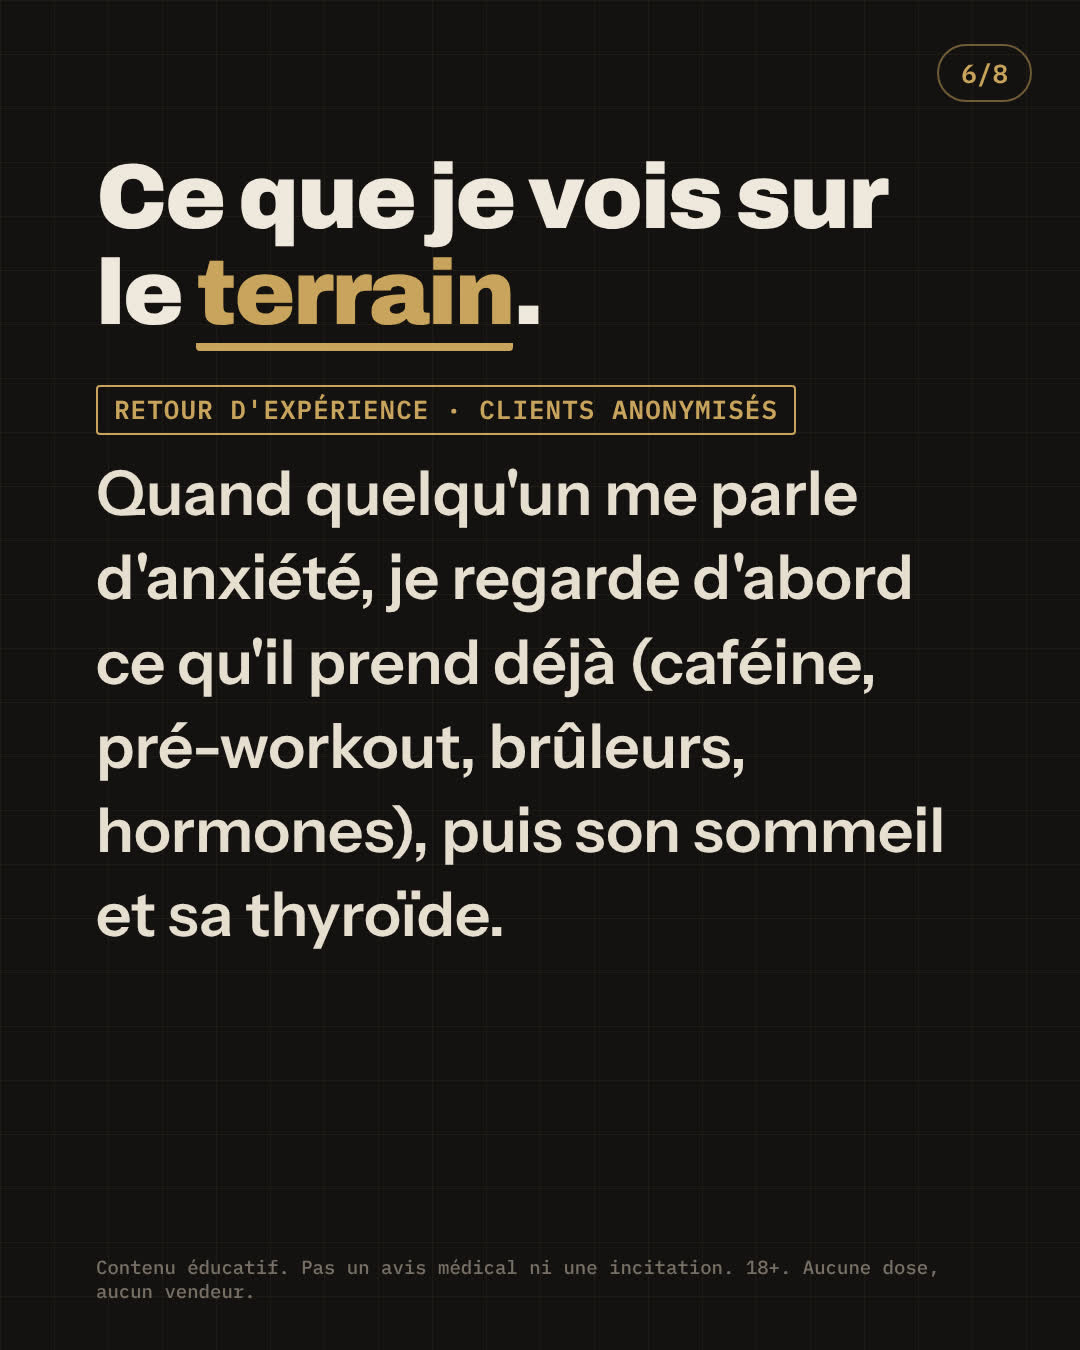 6/8
Ce que je vois sur
le terrain.
RETOUR D'EXPÉRIENCE · CLIENTS ANONYMISÉS
Quand quelqu'un me parle
d'anxiété, je regarde d'abord
ce qu'il prend déjà (caféine,
pré-workout, brûleurs,
hormones), puis son sommeil
et sa thyroïde.
Contenu éducatif. Pas un avis médical ni une incitation. 18+. Aucune dose,
aucun vendeur.